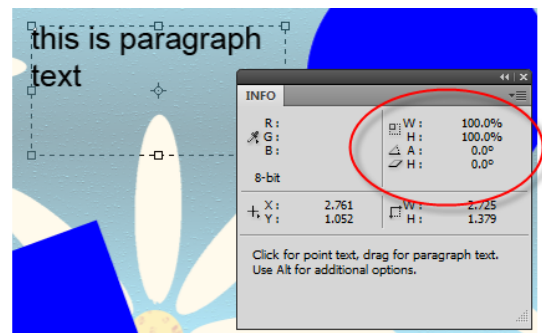 this is paragraph
text
INFO
R:
G:
B:
8-bit
W: 100.0%
H: 100.0%
A: 0.0°
H: 0.0°
X: 2.761
Y: 1.052
W: 2.725
H: 1.379
Click for point text, drag for paragraph text.
Use Alt for additional options.